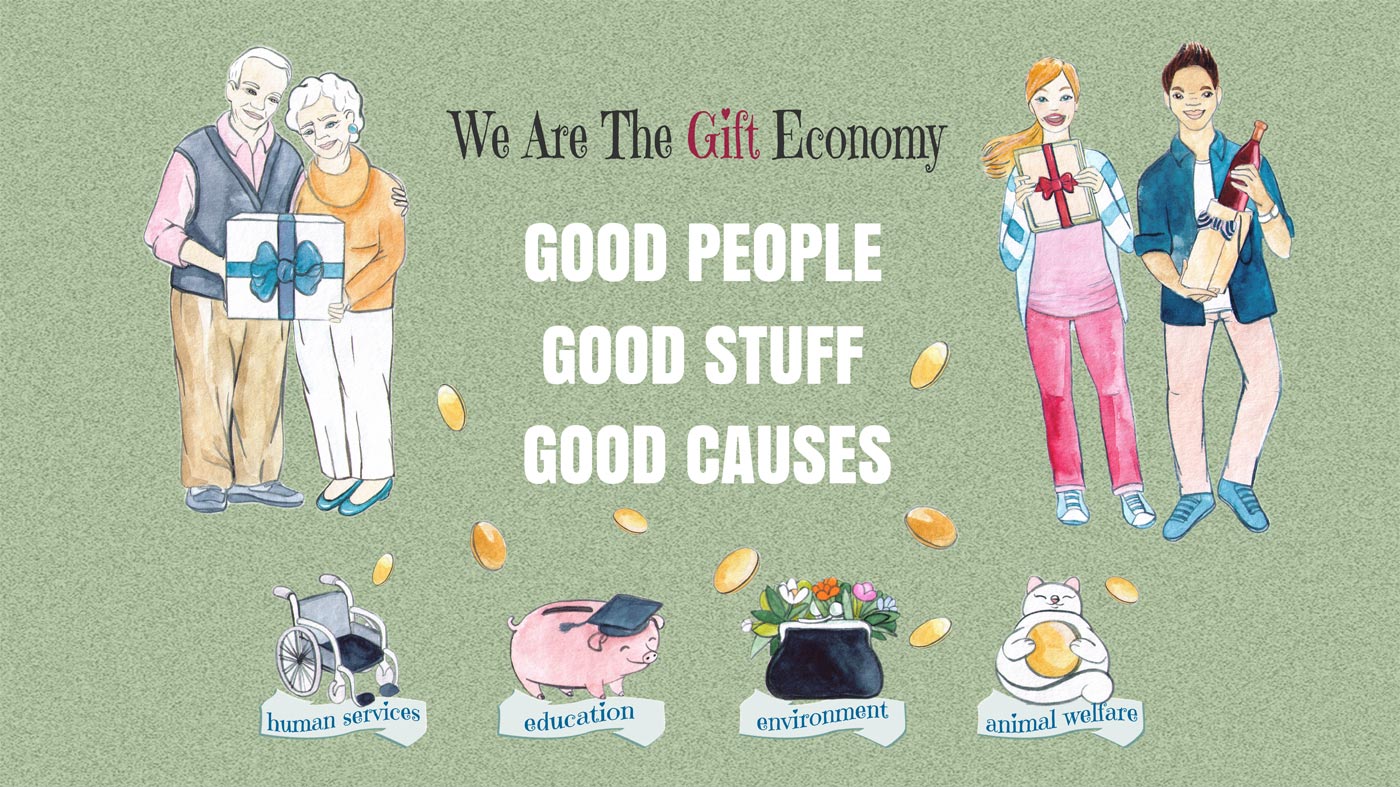 We Are The Gift Economy
GOOD PEOPLE
GOOD STUFF
GOOD CAUSES
human services
education
environment
animal welfare